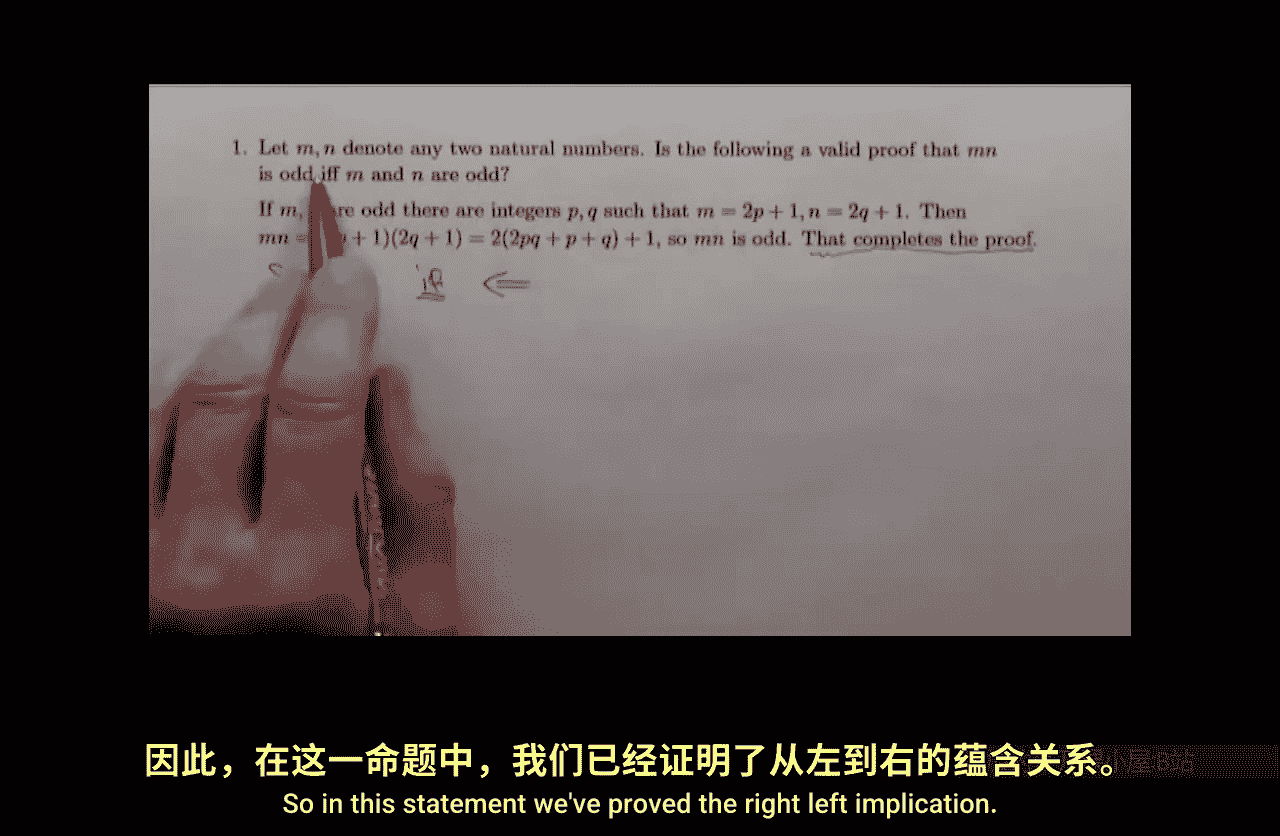 1. Let m, n denote any two natural numbers. Is the following a valid proof that mn
is odd iff m and n are odd?
If m, are odd there are integers p, q such that m = 2p + 1, n = 2q + 1. Then
mn = + 1)(2q + 1) = 2(2pq + p + q) + 1, so mn is odd. That completes the proof.
if ⇐
因此，在这一命题中，我们已经证明了从左到右的蕴含关系。
So in this statement we've proved the right left implication.